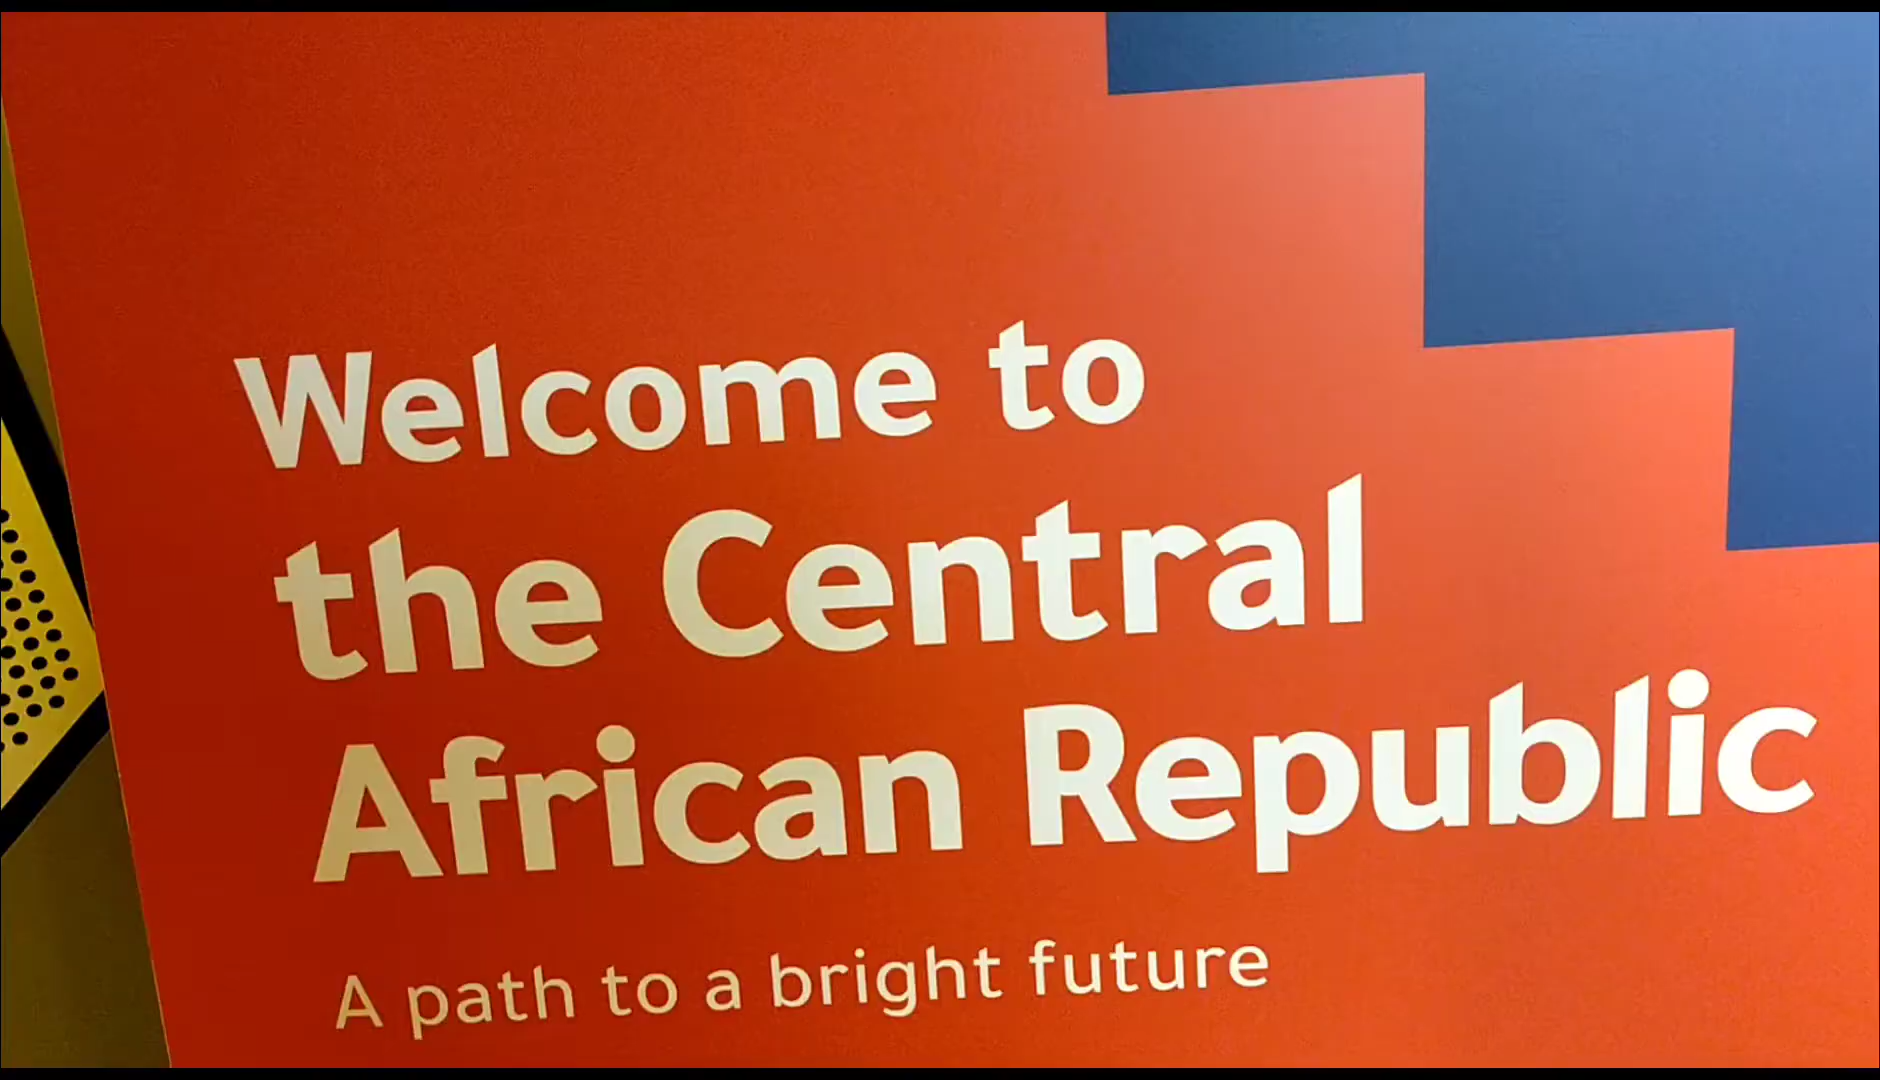 Welcome to
the Central
African Republic
A path to a bright future